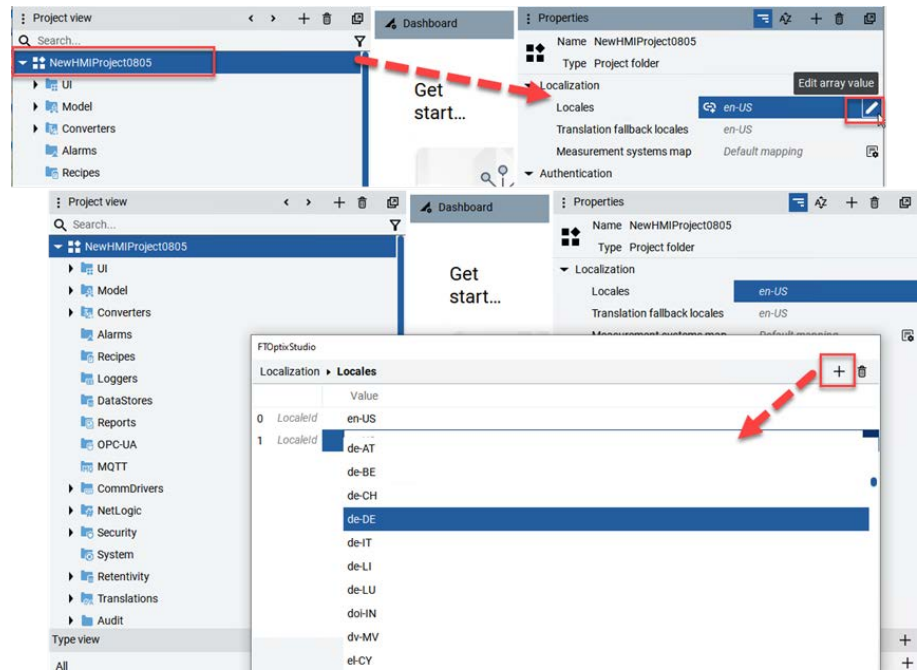 Project view
Dashboard
Properties
Search...
NewHMIProject0805
UI
Model
Converters
Alarms
Recipes
Get
start...
Name NewHMIProject0805
Type Project folder
Localization
Edit array value
Locales en-US
Translation fallback locales en-US
Measurement systems map Default mapping
Authentication
Project view
Dashboard
Properties
Search...
NewHMIProject0805
UI
Model
Converters
Alarms
Recipes
Loggers
DataStores
Reports
OPC-UA
MQTT
CommDrivers
NetLogic
Security
System
Retentivity
Translations
Audit
Type view
All
Get
start...
Name NewHMIProject0805
Type Project folder
Localization
Locales en-US
Translation fallback locales en-US
Measurement systems map Default mapping
FTOptixStudio
Localization Locales
Value
0 LocaleId en-US
1 LocaleId
de-AT
de-BE
de-CH
de-DE
de-IT
de-LI
de-LU
doi-IN
dv-MV
el-CY